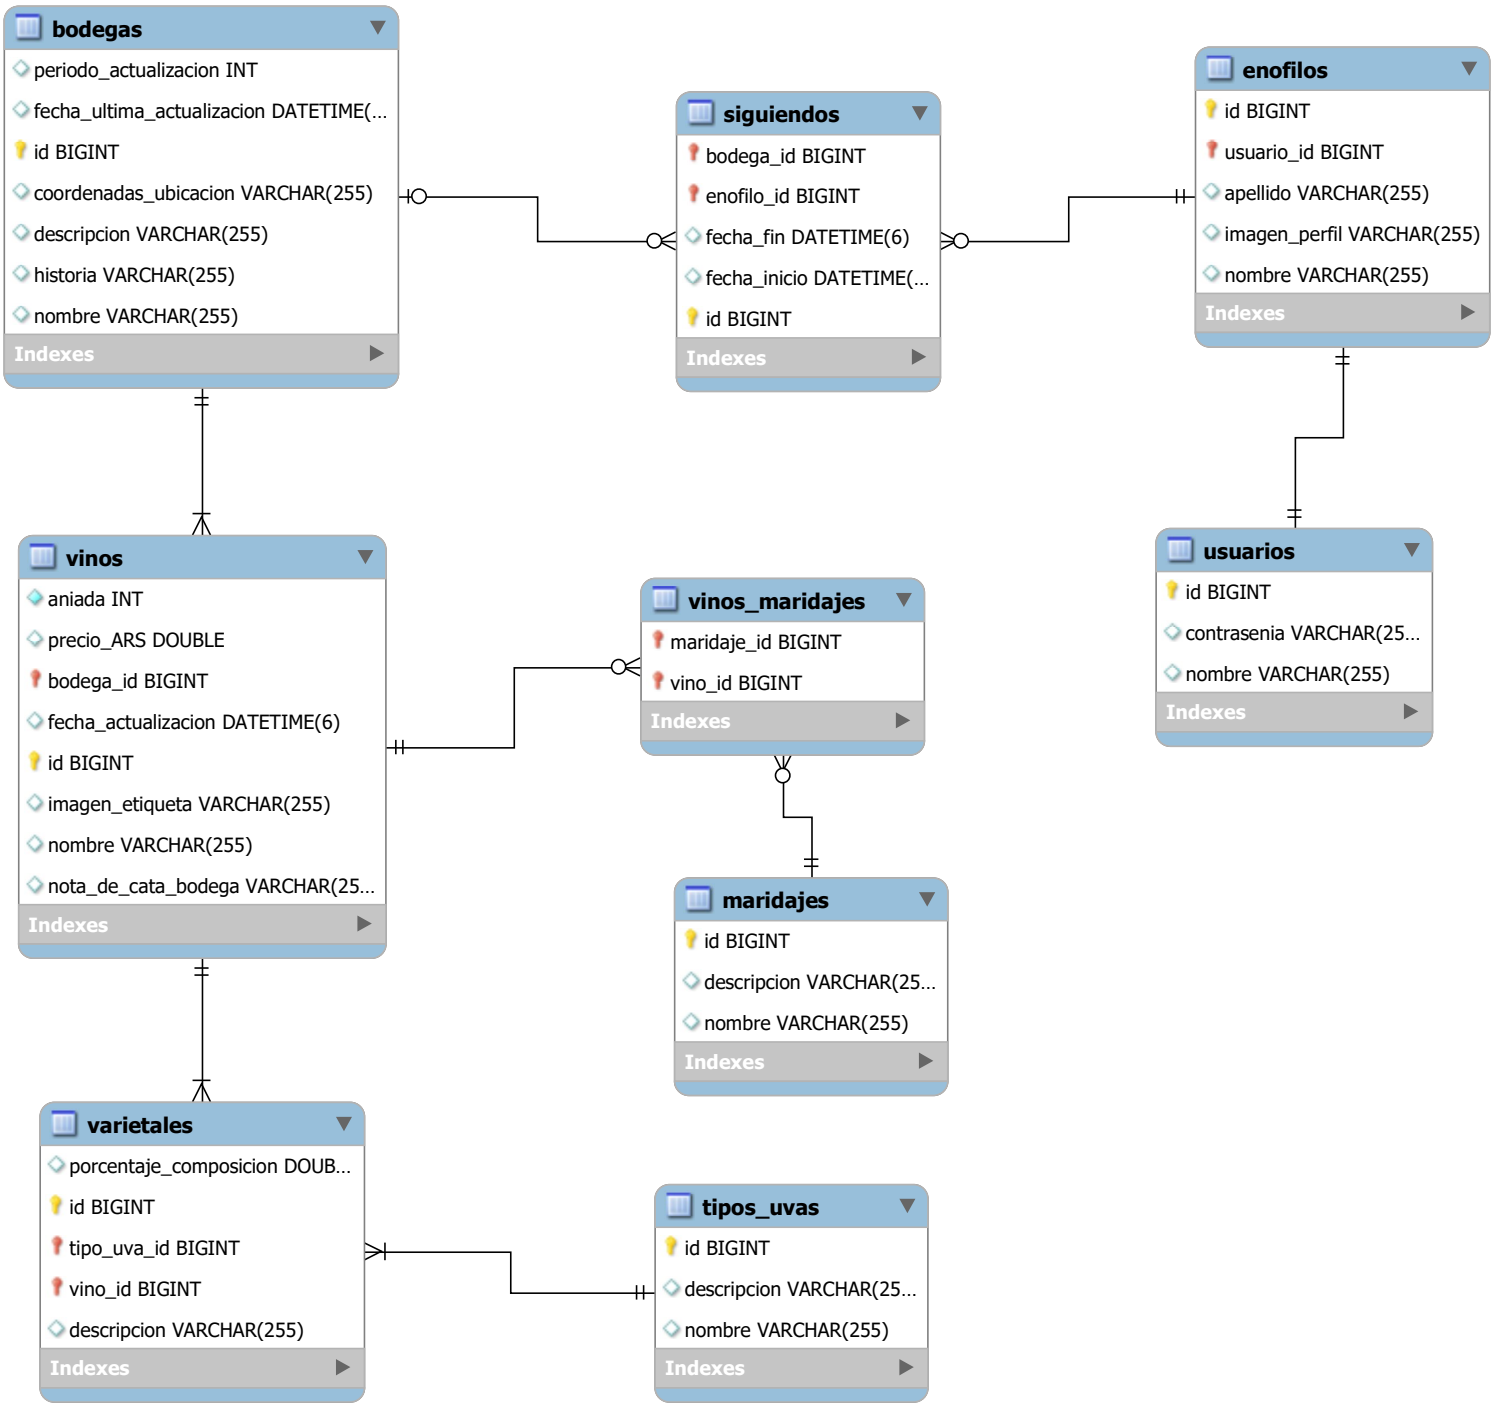 bodegas
periodo_actualizacion INT
fecha_ultima_actualizacion DATETIME(...
id BIGINT
coordenadas_ubicacion VARCHAR(255)
descripcion VARCHAR(255)
historia VARCHAR(255)
nombre VARCHAR(255)
Indexes
siguiendos
bodega_id BIGINT
enofilo_id BIGINT
fecha_fin DATETIME(6)
fecha_inicio DATETIME(...
id BIGINT
Indexes
enofilos
id BIGINT
usuario_id BIGINT
apellido VARCHAR(255)
imagen_perfil VARCHAR(255)
nombre VARCHAR(255)
Indexes
vinos
aniada INT
precio_ARS DOUBLE
bodega_id BIGINT
fecha_actualizacion DATETIME(6)
id BIGINT
imagen_etiqueta VARCHAR(255)
nombre VARCHAR(255)
nota_de_cata_bodega VARCHAR(25...
Indexes
vinos_maridajes
maridaje_id BIGINT
vino_id BIGINT
Indexes
usuarios
id BIGINT
contrasenia VARCHAR(25...
nombre VARCHAR(255)
Indexes
maridajes
id BIGINT
descripcion VARCHAR(25...
nombre VARCHAR(255)
Indexes
varietales
porcentaje_composicion DOUB...
id BIGINT
tipo_uva_id BIGINT
vino_id BIGINT
descripcion VARCHAR(255)
Indexes
tipos_uvas
id BIGINT
descripcion VARCHAR(25...
nombre VARCHAR(255)
Indexes